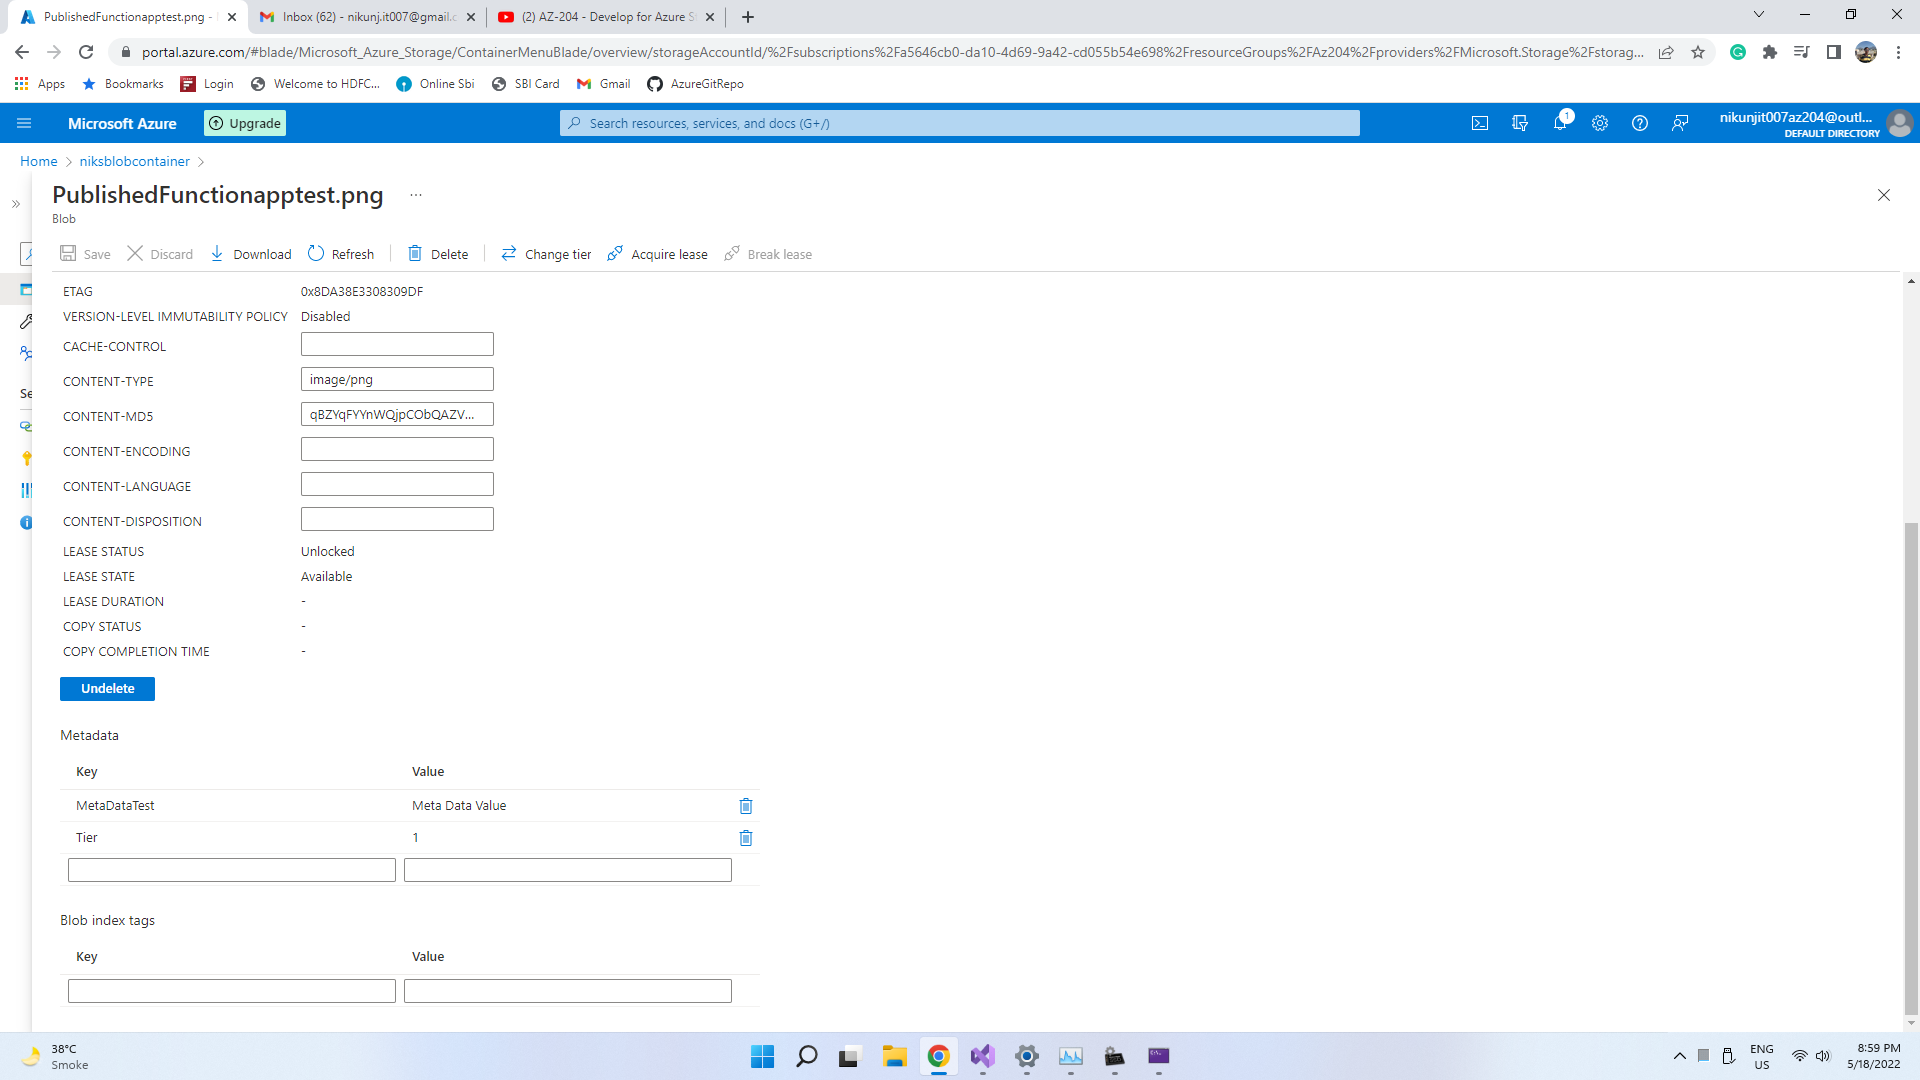 PublishedFunctionapptest.png -
Inbox (62) - nikunj.it007@gmail.c
(2) AZ-204 - Develop for Azure S
portal.azure.com/#blade/Microsoft_Azure_Storage/ContainerMenuBlade/overview/storageAccountId/%2Fsubscriptions%2Fa5646cb0-da10-4d69-9a42-cd055b54e698%2FresourceGroups%2FAz204%2Fproviders%2FMicrosoft.Storage%2Fstorag...
Apps
Bookmarks
Login
Welcome to HDFC...
Online Sbi
SBI Card
Gmail
AzureGitRepo
Microsoft Azure
Upgrade
Search resources, services, and docs (G+/)
1
nikunjit007az204@outl...
DEFAULT DIRECTORY
Home > niksblobcontainer >
PublishedFunctionapptest.png ...
Blob
Save
Discard
Download
Refresh
Delete
Change tier
Acquire lease
Break lease
Se
ETAG 0x8DA38E3308309DF
VERSION-LEVEL IMMUTABILITY POLICY Disabled
CACHE-CONTROL
CONTENT-TYPE image/png
CONTENT-MD5 qBZYqFYYnWQjpCObQAZV...
CONTENT-ENCODING
CONTENT-LANGUAGE
CONTENT-DISPOSITION
LEASE STATUS Unlocked
LEASE STATE Available
LEASE DURATION -
COPY STATUS -
COPY COMPLETION TIME -
Undelete
Metadata
Key Value
MetaDataTest Meta Data Value
Tier 1
Blob index tags
Key Value
38°C
Smoke
ENG
US
8:59 PM
5/18/2022